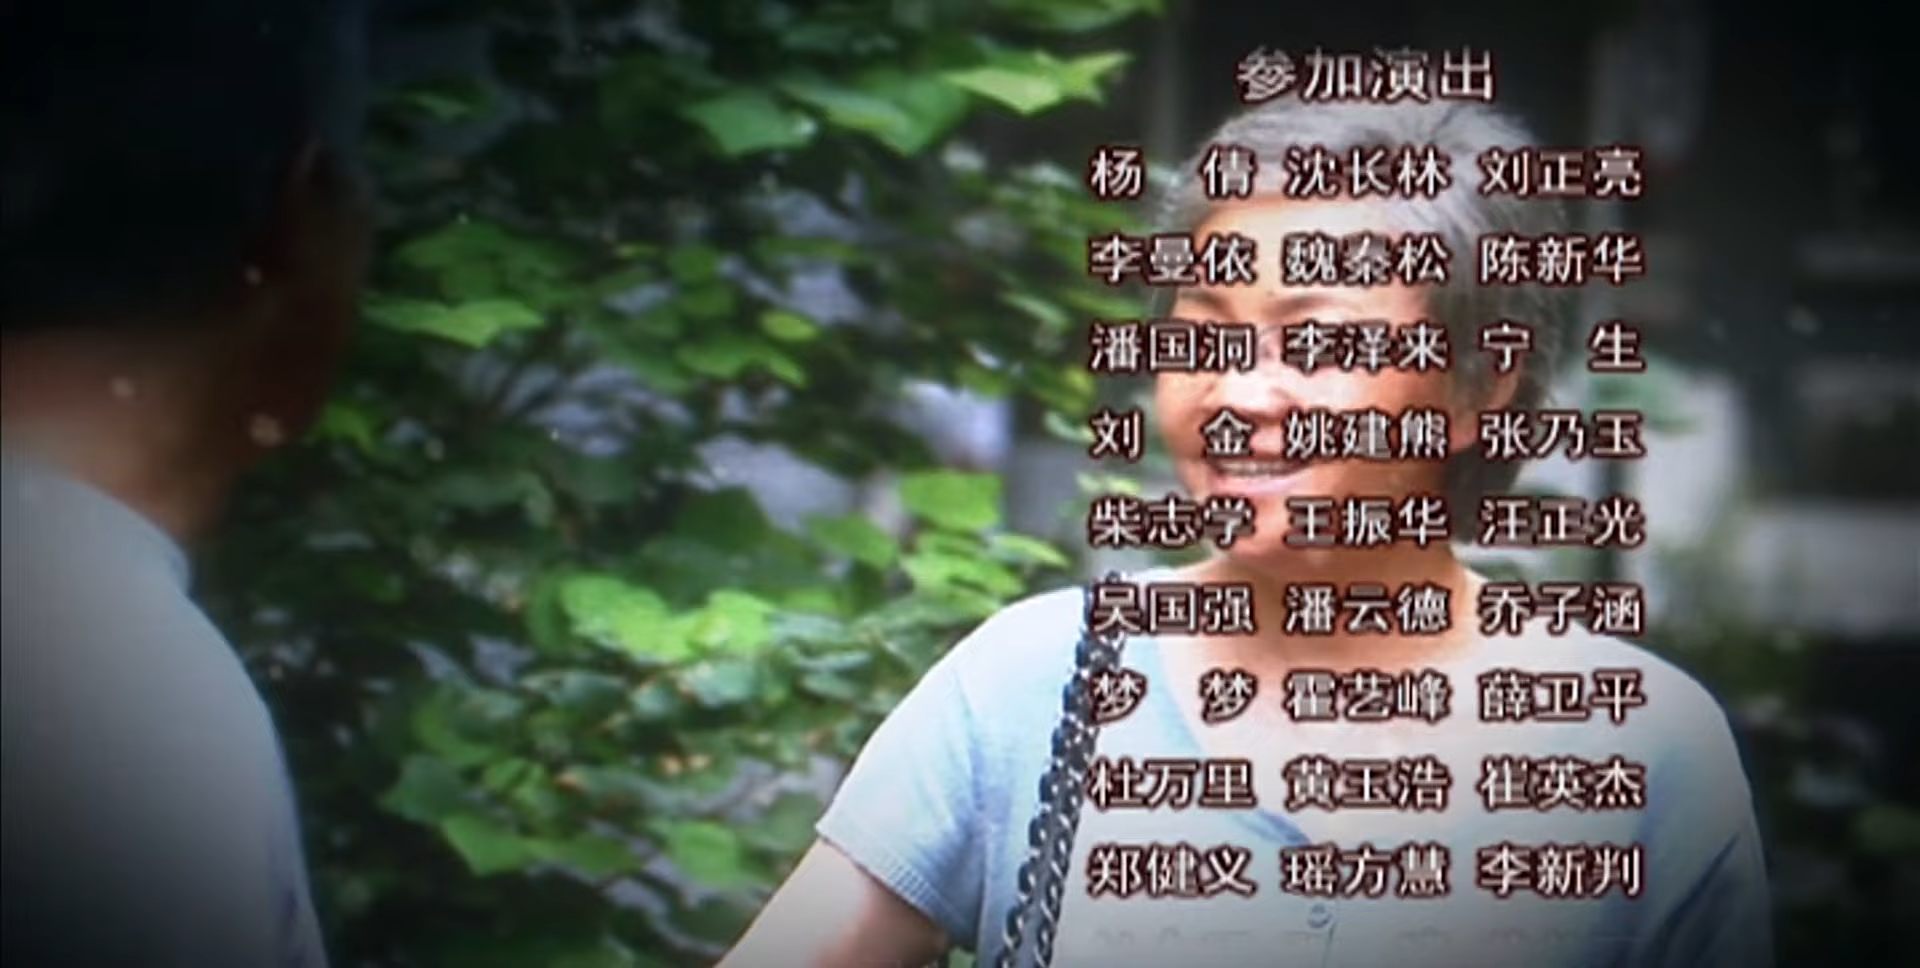 参加演出
杨 倩 沈长林 刘正亮
李曼依 魏秦松 陈新华
潘国洞 李泽来 宁 生
刘 金 姚建熊 张乃玉
柴志学 王振华 汪正光
吴国强 潘云德 乔子涵
梦 梦 霍艺峰 薛卫平
杜万里 黄玉浩 崔英杰
郑健义 瑶方慧 李新判